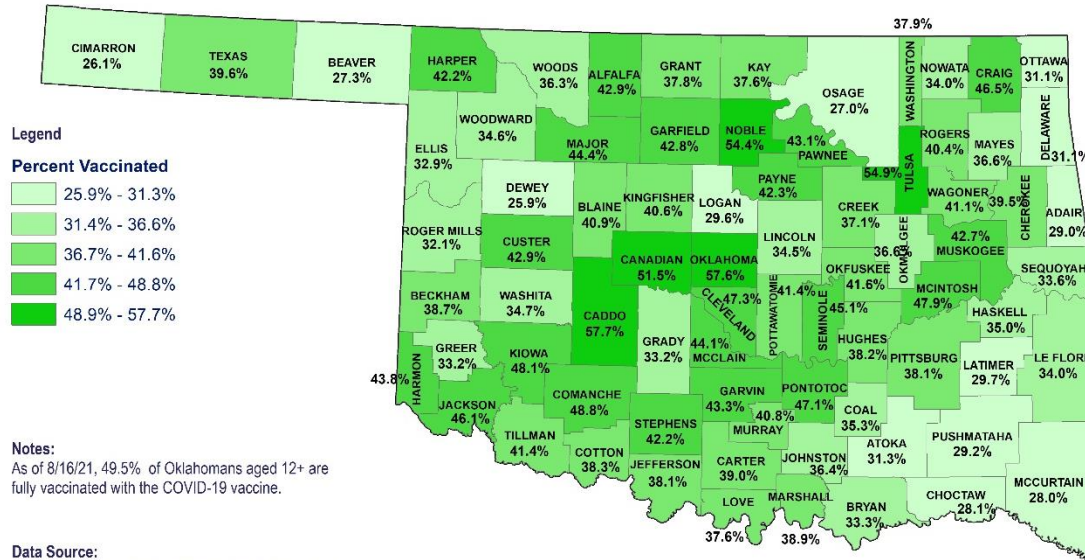 37.9%
CIMARRON
26.1%
TEXAS
39.6%
BEAVER
27.3%
HARPER
42.2%
WOODS
36.3%
ALFALFA
42.9%
GRANT
37.8%
KAY
37.6%
OSAGE
27.0%
WASHINGTON
NOWATA
34.0%
CRAIG
46.5%
OTTAWA
31.1%
DELAWARE
31.1%
WOODWARD
34.6%
ELLIS
32.9%
MAJOR
44.4%
GARFIELD
42.8%
NOBLE
54.4%
43.1%
PAWNEE
ROGERS
40.4%
MAYES
36.6%
TULSA
54.9%
DEWEY
25.9%
BLAINE
40.9%
KINGFISHER
40.6%
LOGAN
29.6%
PAYNE
42.3%
CREEK
37.1%
WAGONER
41.1%
39.5%
CHEROKEE
ADAIR
29.0%
ROGER MILLS
32.1%
CUSTER
42.9%
CANADIAN
51.5%
OKLAHOMA
57.6%
LINCOLN
34.5%
36.6%
OKMULGEE
OKFUSKEE
41.6%
42.7%
MUSKOGEE
SEQUOYAH
33.6%
BECKHAM
38.7%
WASHITA
34.7%
CADDO
57.7%
GRADY
33.2%
47.3%
CLEVELAND
44.1%
MCCLAIN
41.4%
POTTAWATOMIE
SEMINOLE
45.1%
HUGHES
38.2%
MCINTOSH
47.9%
HASKELL
35.0%
PITTSBURG
38.1%
LATIMER
29.7%
LE FLORE
34.0%
GREER
33.2%
KIOWA
48.1%
43.8%
HARMON
JACKSON
46.1%
COMANCHE
48.8%
TILLMAN
41.4%
COTTON
38.3%
STEPHENS
42.2%
JEFFERSON
38.1%
GARVIN
43.3%
40.8%
MURRAY
PONTOTOC
47.1%
COAL
35.3%
ATOKA
31.3%
PUSHMATAHA
29.2%
MCCURTAIN
28.0%
CARTER
39.0%
JOHNSTON
36.4%
LOVE
37.6%
MARSHALL
38.9%
BRYAN
33.3%
CHOCTAW
28.1%
Legend
Percent Vaccinated
25.9% - 31.3%
31.4% - 36.6%
36.7% - 41.6%
41.7% - 48.8%
48.9% - 57.7%
Notes:
As of 8/16/21, 49.5% of Oklahomans aged 12+ are
fully vaccinated with the COVID-19 vaccine.
Data Source: